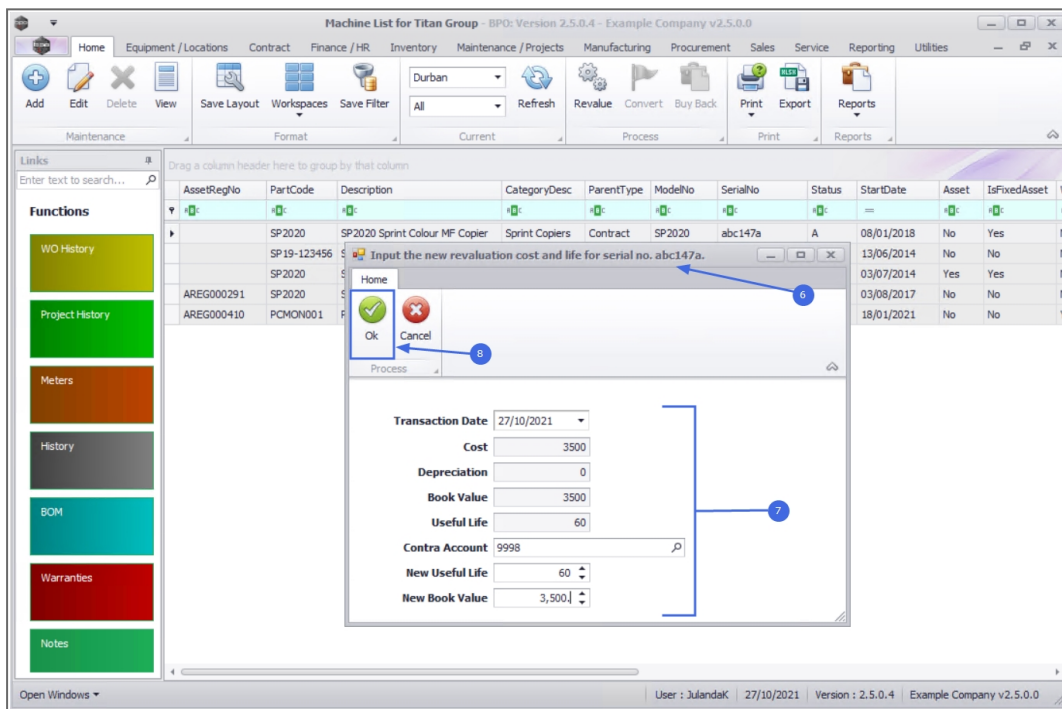 Machine List for Titan Group - BPO: Version 2.5.0.4 - Example Company v2.5.0.0
Home Equipment / Locations Contract Finance / HR Inventory Maintenance / Projects Manufacturing Procurement Sales Service Reporting Utilities
Durban
All
Add Edit Delete View Save Layout Workspaces Save Filter Refresh Revalue Convert Buy Back Print Export Reports
Maintenance Format Current Process Print Reports
Links
Enter text to search...
Drag a column header here to group by that column
AssetRegNo PartCode Description CategoryDesc ParentType ModelNo SerialNo Status StartDate Asset IsFixedAsset
Functions
SP2020 SP2020 Sprint Colour MF Copier Sprint Copiers Contract SP2020 abc147a A 08/01/2018 No Yes
SP19-123456 13/06/2014 No No
SP2020 03/07/2014 Yes Yes
AREG000291 SP2020 03/08/2017 No No
AREG000410 PCMON001 18/01/2021 No No
WO History
Project History
Meters
History
BOM
Warranties
Notes
Input the new revaluation cost and life for serial no. abc147a.
6
Home
Ok Cancel
8
Process
Transaction Date 27/10/2021
Cost 3500
Depreciation 0
Book Value 3500
7
Useful Life 60
Contra Account 9998
New Useful Life 60
New Book Value 3,500.
Open Windows User : JulandaK 27/10/2021 Version : 2.5.0.4 Example Company v2.5.0.0